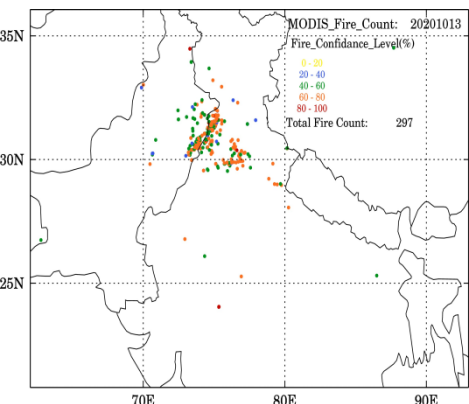 MODIS_Fire_Count: 20201013
Fire_Confidance_Level(%)
0 - 20
20 - 40
40 - 60
60 - 80
80 - 100
Total Fire Count: 297
35N
30N
25N
70E 80E 90E